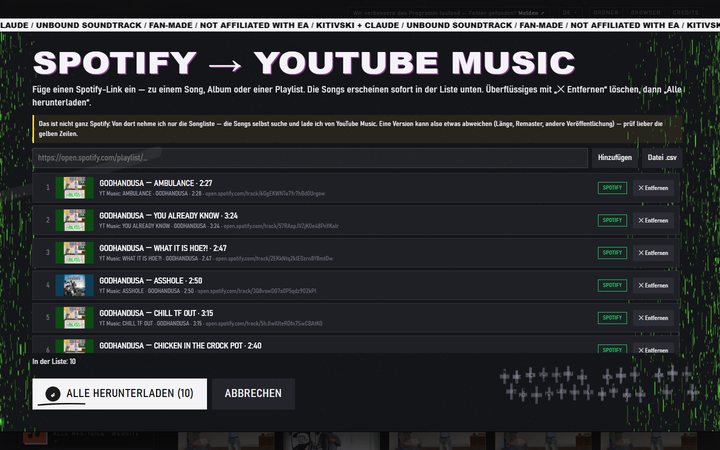 LAUDE / UNBOUND SOUNDTRACK / FAN-MADE / NOT AFFILIATED WITH EA / KITIVSKI + CLAUDE / UNBOUND SOUNDTRACK / FAN-MADE / NOT AFFILIATED WITH EA / KITIVSKI
SPOTIFY → YOUTUBE MUSIC
Füge einen Spotify-Link ein — zu einem Song, Album oder einer Playlist. Die Songs erscheinen sofort in der Liste unten. Überflüssiges mit „✕ Entfernen“ löschen, dann „Alle
herunterladen“.
Das ist nicht ganz Spotify: Von dort nehme ich nur die Songliste — die Songs selbst suche und lade ich von YouTube Music. Eine Version kann also etwas abweichen (Länge, Remaster, andere Veröffentlichung) — prüf lieber die
gelben Zeilen.
https://open.spotify.com/playlist/...
Hinzufügen
Datei .csv
1
GODHANDUSA — AMBULANCE · 2:27
YT Music: AMBULANCE · GODHANDUSA · 2:28
SPOTIFY
✕ Entfernen
2
GODHANDUSA — YOU ALREADY KNOW · 3:24
YT Music: YOU ALREADY KNOW · GODHANDUSA · 3:24
SPOTIFY
✕ Entfernen
3
GODHANDUSA — WHAT IT IS HOE?! · 2:47
YT Music: WHAT IT IS HOE?! · GODHANDUSA · 2:47
SPOTIFY
✕ Entfernen
4
GODHANDUSA — ASSHOLE · 2:50
YT Music: ASSHOLE · GODHANDUSA · 2:50
SPOTIFY
✕ Entfernen
5
GODHANDUSA — CHILL TF OUT · 3:15
YT Music: CHILL TF OUT · GODHANDUSA · 3:15
SPOTIFY
✕ Entfernen
6
GODHANDUSA — CHICKEN IN THE CROCK POT · 2:40
SPOTIFY
✕ Entfernen
In der Liste: 10
ALLE HERUNTERLADEN (10)
ABBRECHEN